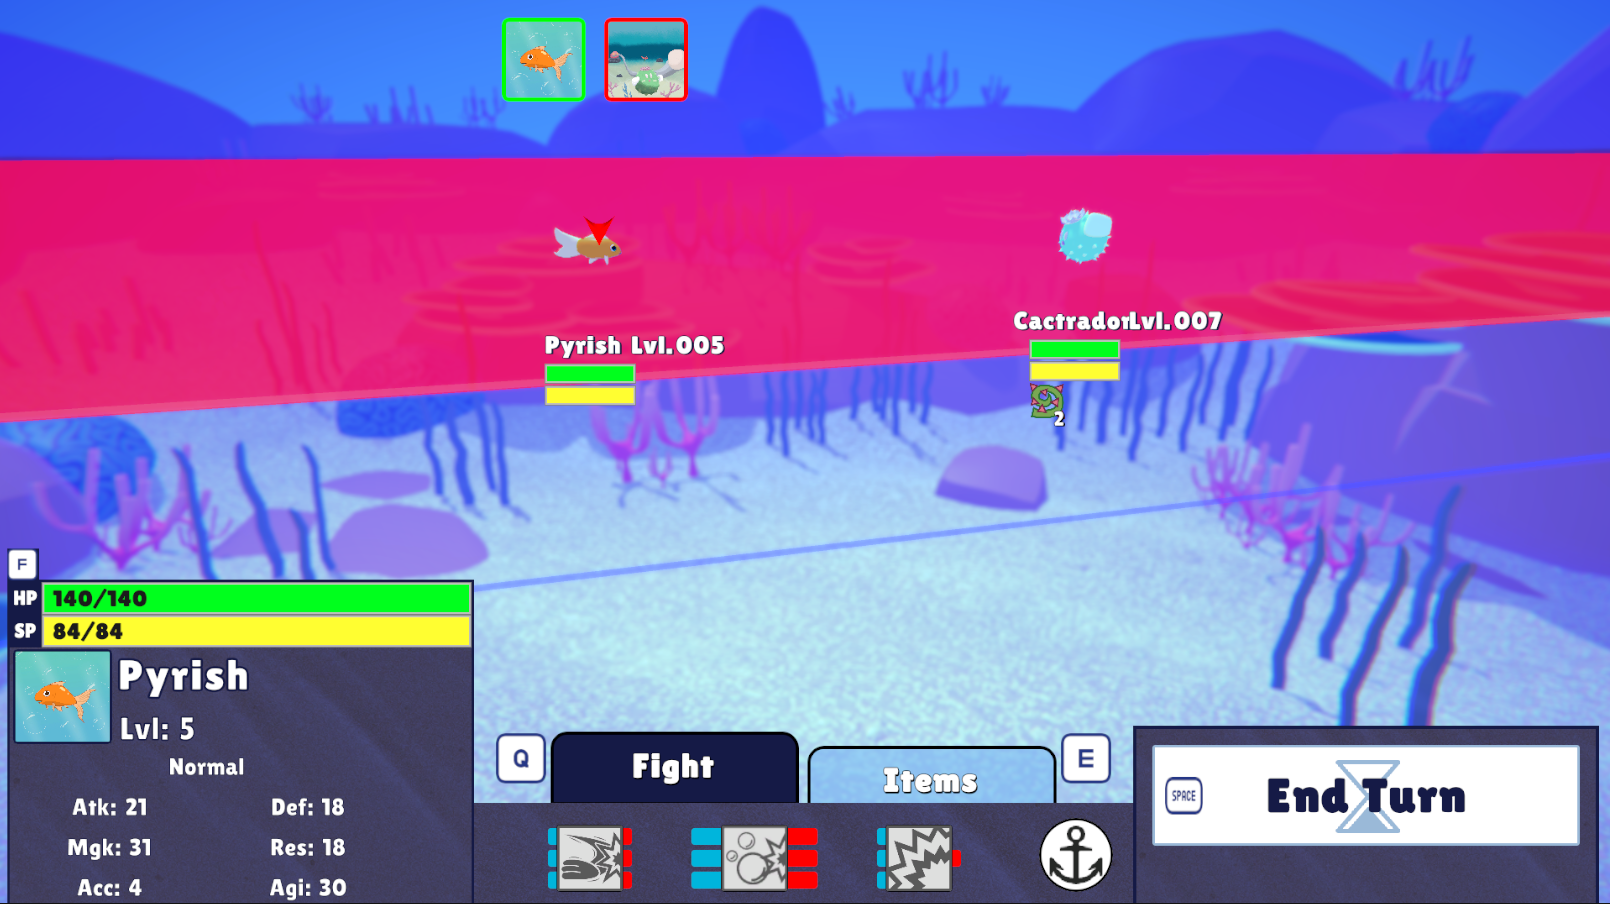 Pyrish Lvl.005
CactradorLvl.007
2
F
HP 140/140
SP 84/84
Pyrish
Lvl: 5
Normal
Atk: 21 Def: 18
Mgk: 31 Res: 18
Acc: 4 Agi: 30
Q Fight Items E
SPACE End Turn